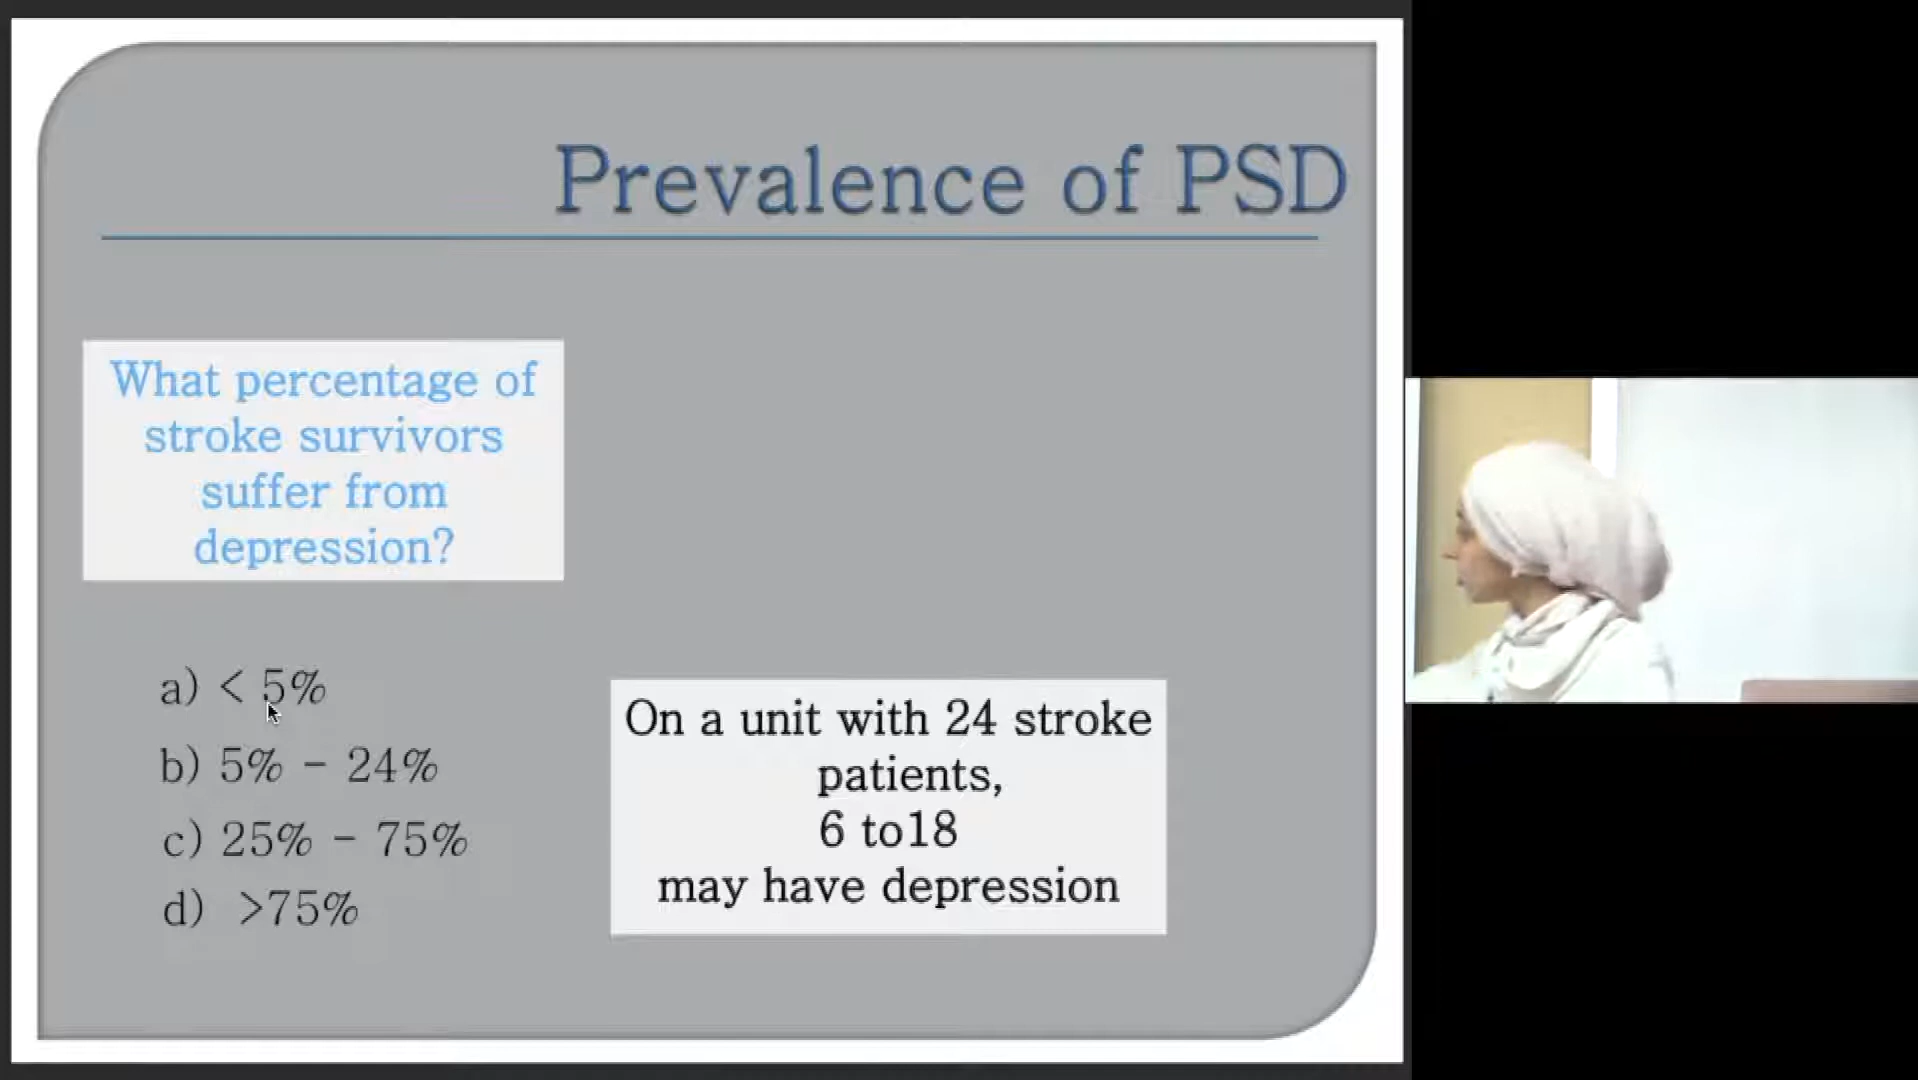 Prevalence of PSD
What percentage of
stroke survivors
suffer from
depression?
a) < 5%
b) 5% - 24%
c) 25% - 75%
d) >75%
On a unit with 24 stroke
patients,
6 to18
may have depression